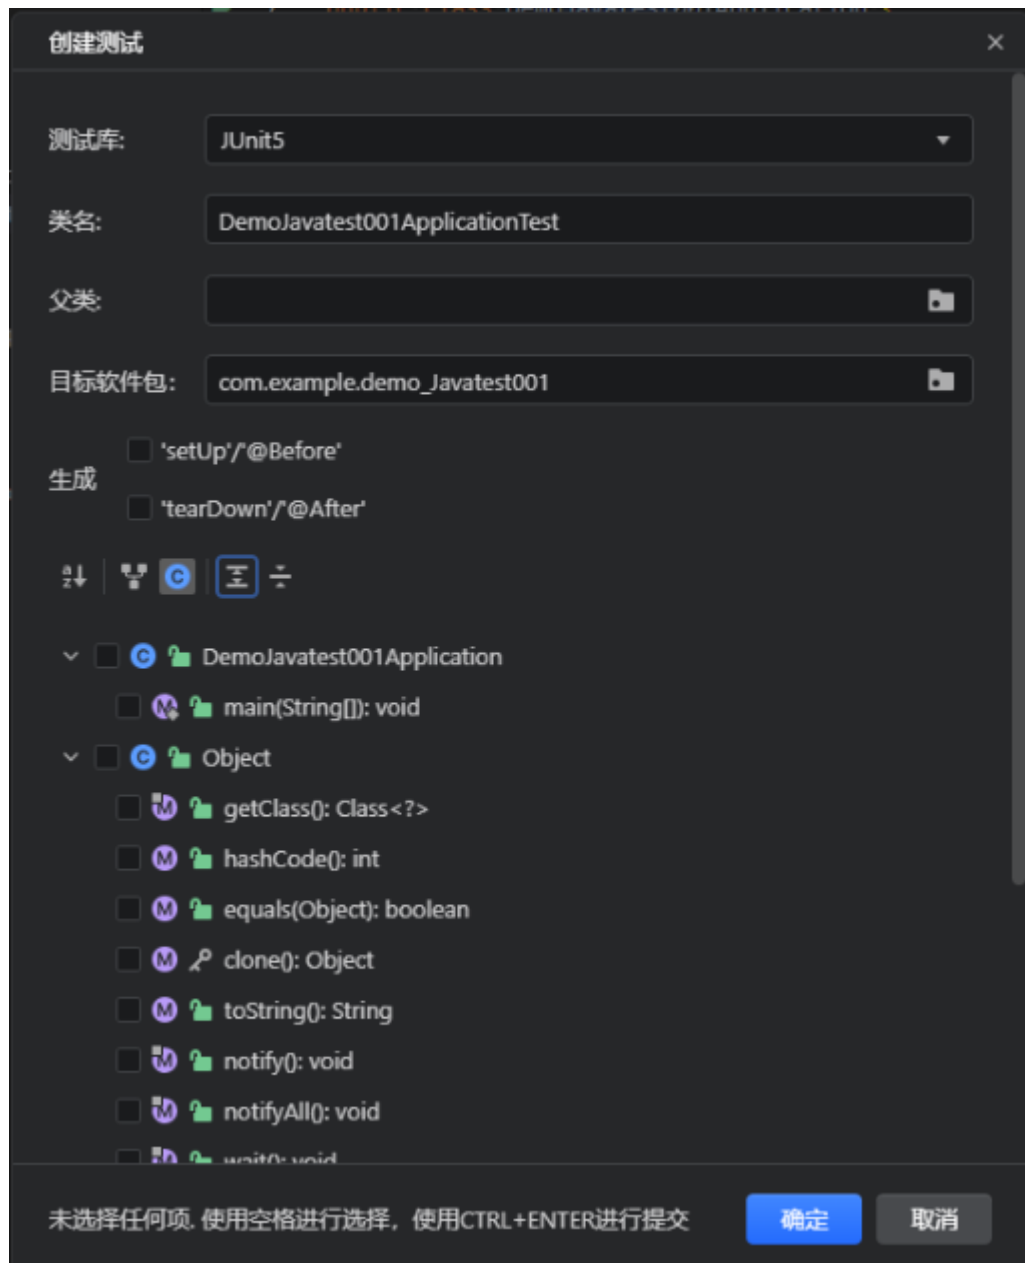 创建测试
测试库: JUnit5
类名: DemoJavatest001ApplicationTest
父类:
目标软件包: com.example.demo_Javatest001
生成
'setUp'/'@Before'
'tearDown'/'@After'
DemoJavatest001Application
main(String[]): void
Object
getClass(): Class<?>
hashCode(): int
equals(Object): boolean
clone(): Object
toString(): String
notify(): void
notifyAll(): void
wait(): void
未选择任何项. 使用空格进行选择，使用CTRL+ENTER进行提交 确定 取消